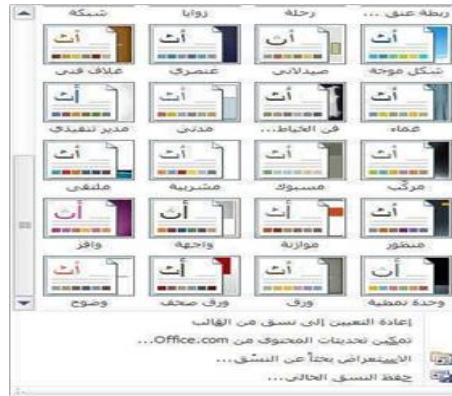 ربطة عنق ... رحلة زوايا شبكة
أث أث أث أث
شكل موجة صيدلاني عنصري غلاف فني
أث أث أث أث
غماء فن الخياط... مدني مدير تنفيذي
أث أث أث أث
مركّب مسبوك مشربية ملتقى
أث أث أث أث
منظور موازنة واجهة وافر
أث أث أث أث
وحدة نمطية ورق ورق صحف وضوح
إعادة التعيين إلى نسق من القالب
تمكين تحديثات المحتوى من Office.com...
الاستعراض بحثاً عن النسق...
حفظ النسق الحالي...